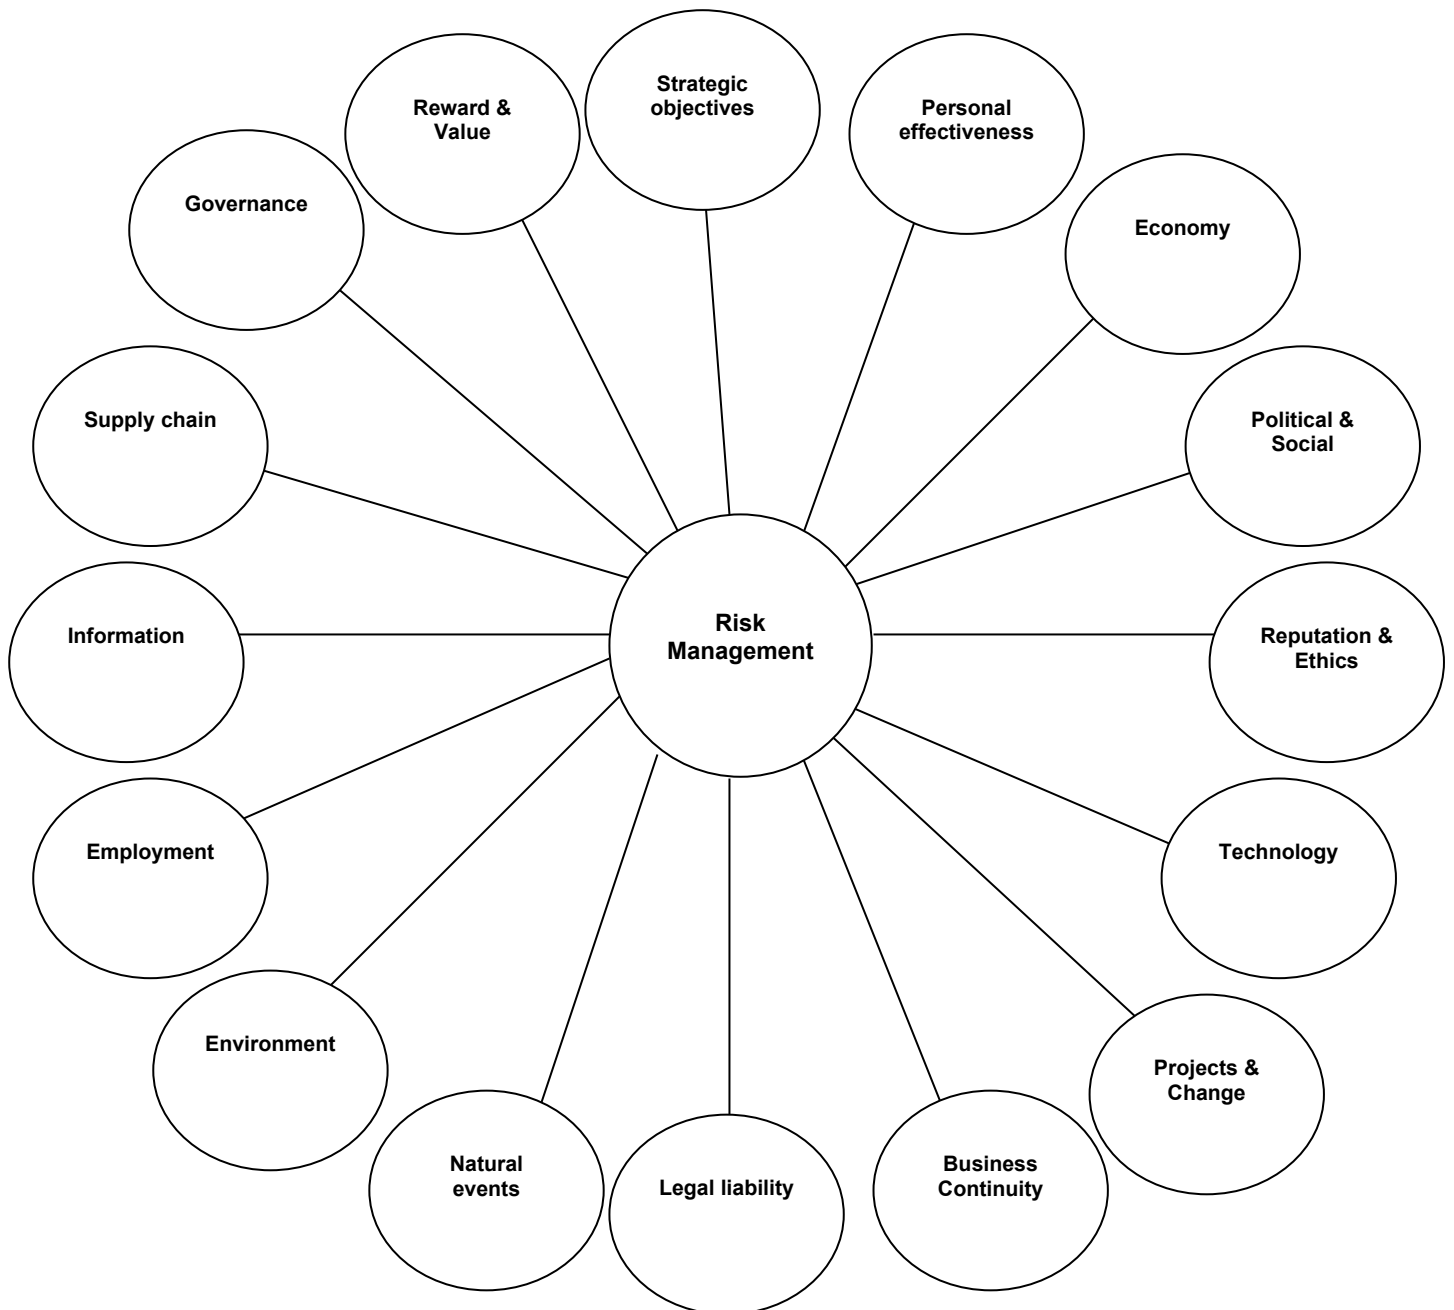 Strategic
objectives
Reward &
Value
Personal
effectiveness
Governance
Economy
Supply chain
Political &
Social
Risk
Management
Information
Reputation &
Ethics
Employment
Technology
Environment
Projects &
Change
Natural
events
Legal liability
Business
Continuity